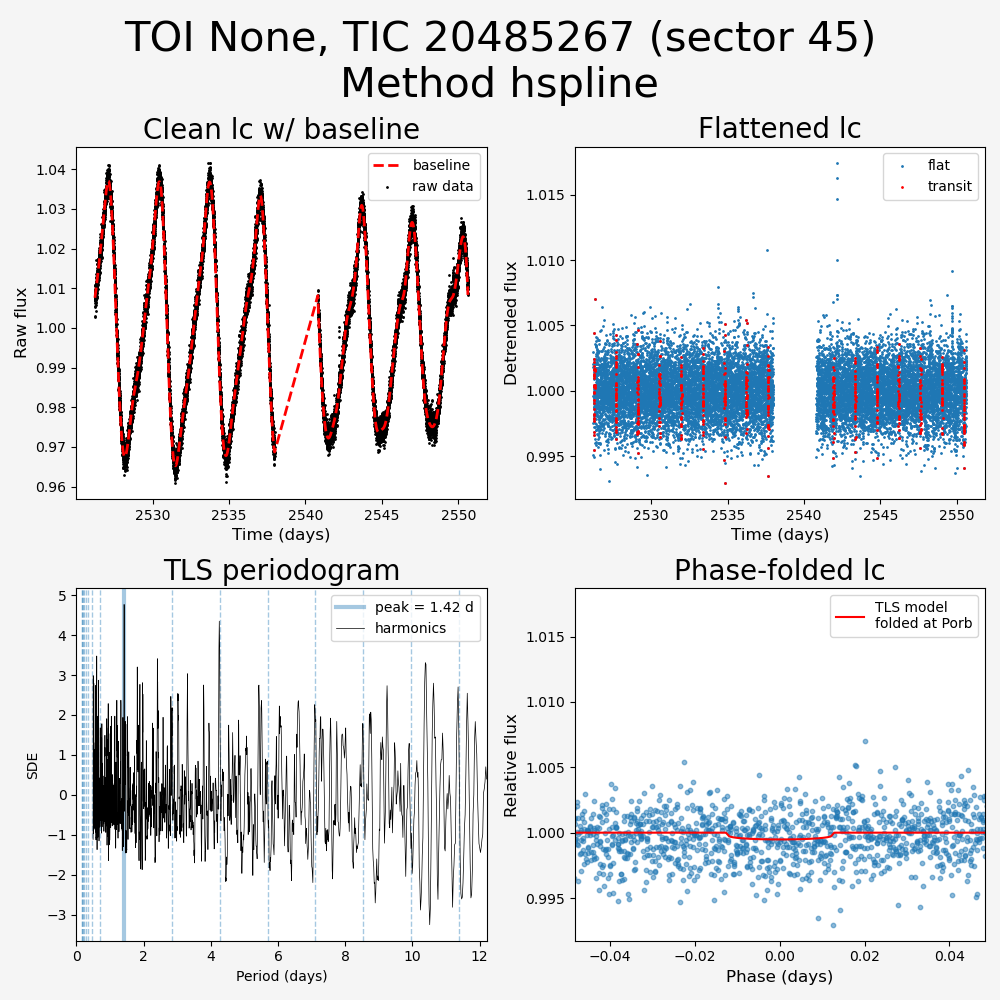 TOI None, TIC 20485267 (sector 45)
Method hspline
Clean lc w/ baseline
baseline
raw data
1.04
1.03
1.02
1.01
1.00
0.99
0.98
0.97
0.96
Raw flux
2530
2535
2540
2545
2550
Time (days)
Flattened lc
flat
transit
1.015
1.010
1.005
1.000
0.995
Detrended flux
2530
2535
2540
2545
2550
Time (days)
TLS periodogram
peak = 1.42 d
harmonics
5
4
3
2
1
0
−1
−2
−3
SDE
0
2
4
6
8
10
12
Period (days)
Phase-folded lc
TLS model
folded at Porb
1.015
1.010
1.005
1.000
0.995
Relative flux
−0.04
−0.02
0.00
0.02
0.04
Phase (days)